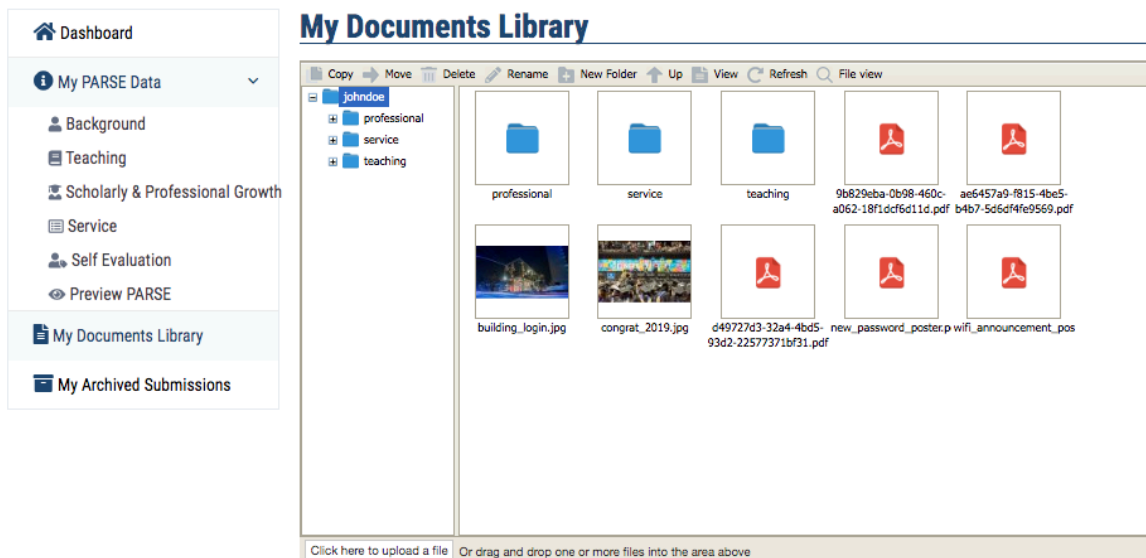 Dashboard
My PARSE Data
Background
Teaching
Scholarly & Professional Growth
Service
Self Evaluation
Preview PARSE
My Documents Library
My Archived Submissions
My Documents Library
Copy Move Delete Rename New Folder Up View Refresh File view
johndoe
professional
service
teaching
professional
service
teaching
9b829eba-0b98-460c-
a062-18f1dcf6d11d.pdf
ae6457a9-f815-4be5-
b4b7-5d6df4fe9569.pdf
building_login.jpg
congrat_2019.jpg
d49727d3-32a4-4bd5-
93d2-22577371bf31.pdf
new_password_poster.p
wifi_announcement_pos
Click here to upload a file Or drag and drop one or more files into the area above